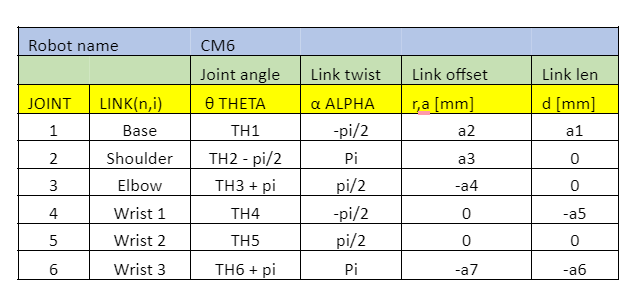 Robot name CM6
Joint angle Link twist Link offset Link len
JOINT LINK(n,i) θ THETA α ALPHA r,a [mm] d [mm]
1 Base TH1 -pi/2 a2 a1
2 Shoulder TH2 - pi/2 Pi a3 0
3 Elbow TH3 + pi pi/2 -a4 0
4 Wrist 1 TH4 -pi/2 0 -a5
5 Wrist 2 TH5 pi/2 0 0
6 Wrist 3 TH6 + pi Pi -a7 -a6